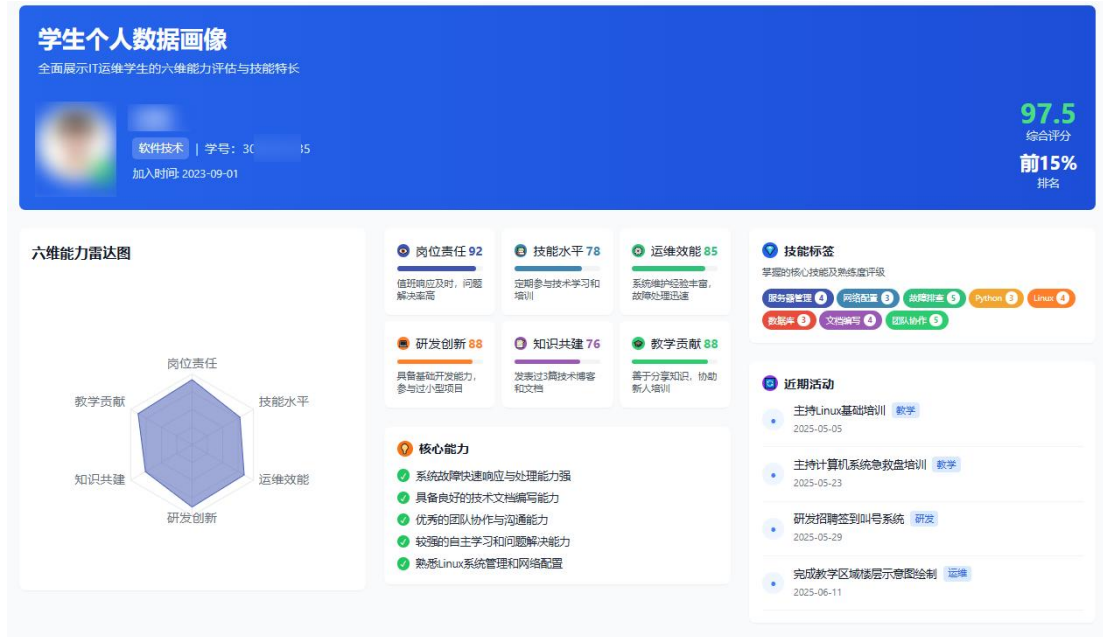 学生个人数据画像
全面展示IT运维学生的六维能力评估与技能特长
软件技术 | 学号: 30 35
加入时间: 2023-09-01
97.5
综合评分
前15%
排名
六维能力雷达图
岗位责任
技能水平
运维效能
研发创新
知识共建
教学贡献
岗位责任 92
值班响应及时，问题
解决率高
技能水平 78
定期参与技术学习和
培训
运维效能 85
系统维护经验丰富，
故障处理迅速
研发创新 88
具备基础开发能力，
参与过小型项目
知识共建 76
发表过3篇技术博客
和文档
教学贡献 88
善于分享知识，协助
新人培训
核心能力
系统故障快速响应与处理能力强
具备良好的技术文档编写能力
优秀的团队协作与沟通能力
较强的自主学习和问题解决能力
熟悉Linux系统管理和网络配置
技能标签
掌握的核心技能及熟练度评级
服务器管理 4 网络配置 3 故障排查 5 Python 3 Linux 4
数据库 3 文档编写 4 团队协作 5
近期活动
主持Linux基础培训 教学
2025-05-05
主持计算机系统急救盘培训 教学
2025-05-23
研发招聘签到叫号系统 研发
2025-05-29
完成教学区域楼层示意图绘制 运维
2025-06-11